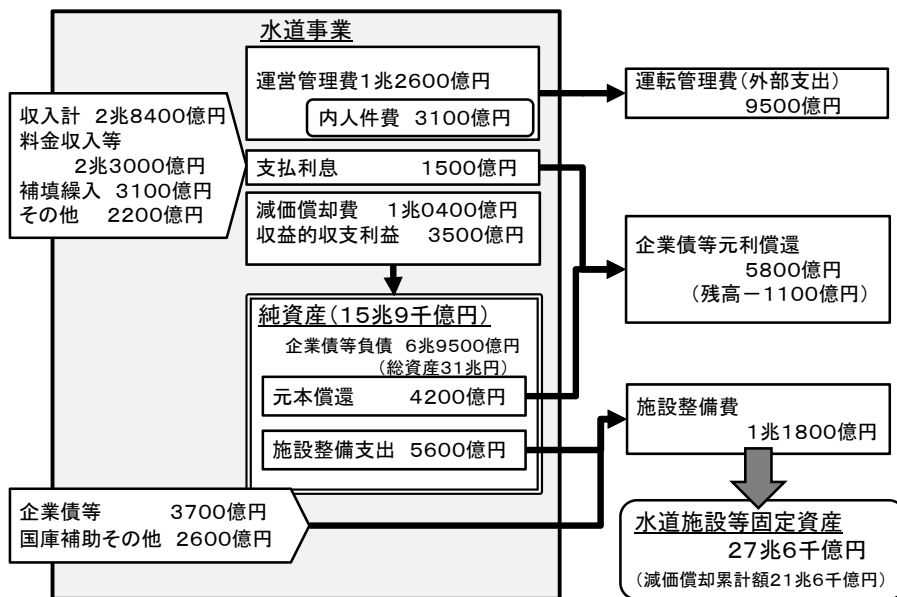 水道事業
運営管理費1兆2600億円
内人件費 3100億円
運転管理費(外部支出)
9500億円
収入計 2兆8400億円
料金収入等
2兆3000億円
補填繰入 3100億円
その他 2200億円
支払利息 1500億円
減価償却費 1兆0400億円
収益的収支利益 3500億円
企業債等元利償還
5800億円
(残高-1100億円)
純資産(15兆9千億円)
企業債等負債 6兆9500億円
(総資産31兆円)
元本償還 4200億円
施設整備支出 5600億円
施設整備費
1兆1800億円
企業債等 3700億円
国庫補助その他 2600億円
水道施設等固定資産
27兆6千億円
(減価償却累計額21兆6千億円)